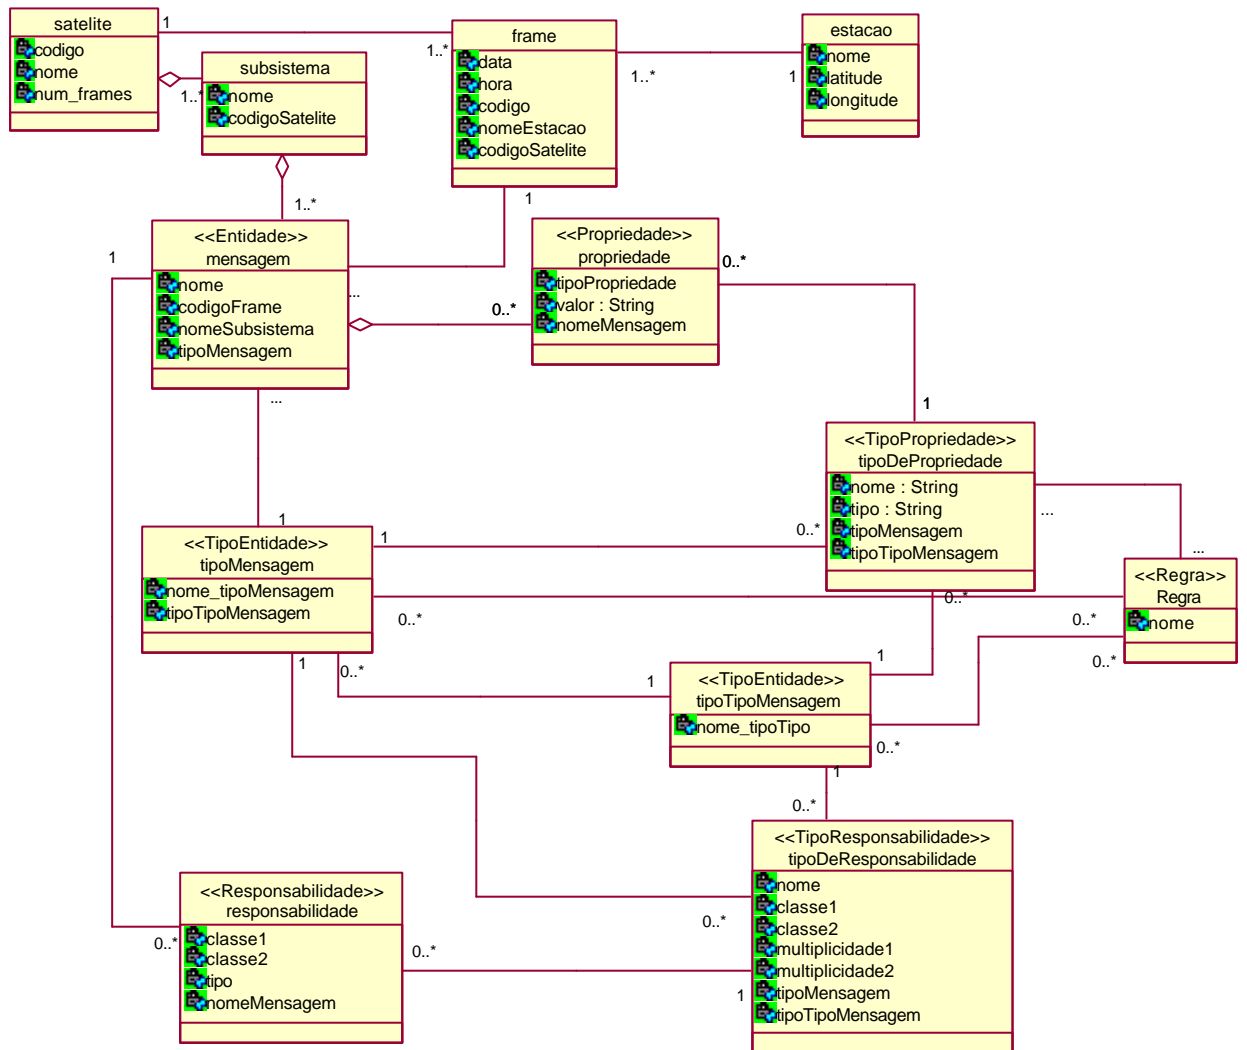 satelite
codigo
nome
num_frames
1
1..*
subsistema
nome
codigoSatelite
1..*
frame
data
hora
codigo
nomeEstacao
codigoSatelite
1..*
1
estacao
nome
latitude
longitude
1..*
1
<<Entidade>>
mensagem
nome
codigoFrame
nomeSubsistema
tipoMensagem
1
...
0..*
...
<<Propriedade>>
propriedade
tipoPropriedade
valor : String
nomeMensagem
0..*
1
<<TipoPropriedade>>
tipoDePropriedade
nome : String
tipo : String
tipoMensagem
tipoTipoMensagem
...
...
0..*
0..*
1
1
<<TipoEntidade>>
tipoMensagem
nome_tipoMensagem
tipoTipoMensagem
0..*
1
0..*
<<Regra>>
Regra
nome
0..*
0..*
1
1
<<TipoEntidade>>
tipoTipoMensagem
nome_tipoTipo
0..*
1
0..*
<<TipoResponsabilidade>>
tipoDeResponsabilidade
nome
classe1
classe2
multiplicidade1
multiplicidade2
tipoMensagem
tipoTipoMensagem
0..*
1
<<Responsabilidade>>
responsabilidade
classe1
classe2
tipo
nomeMensagem
0..*
0..*